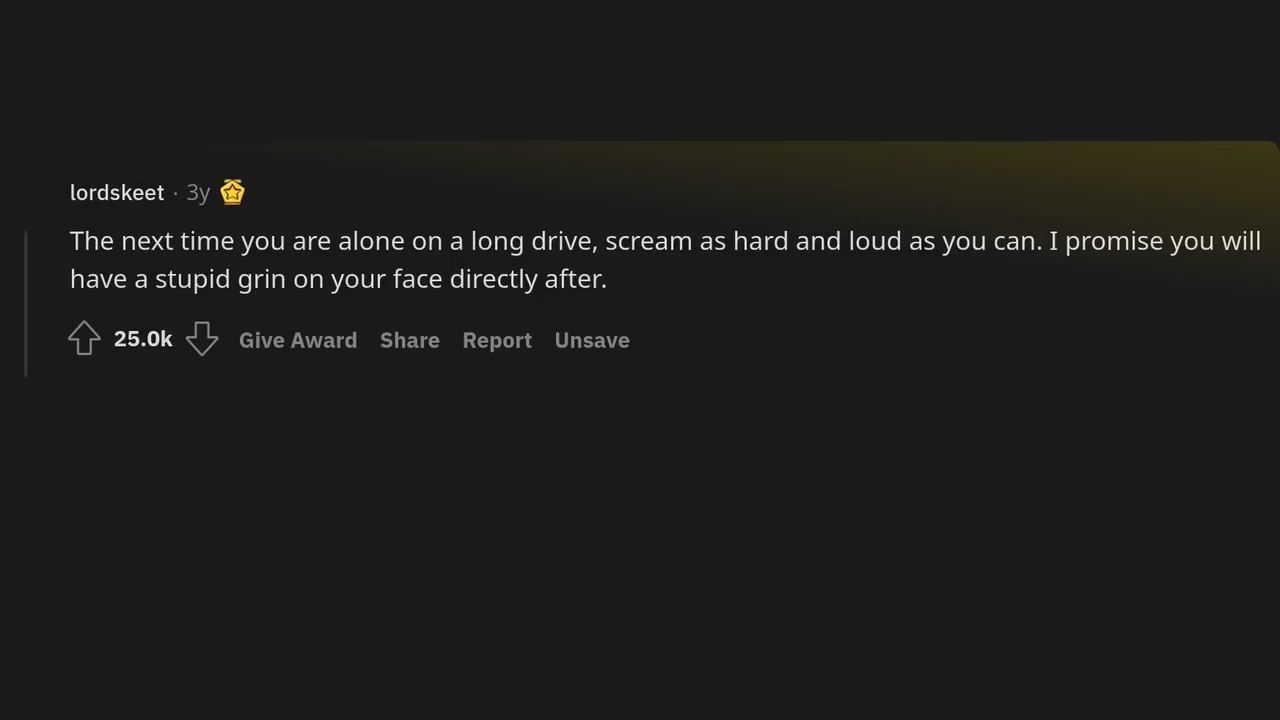 lordskeet · 3y
The next time you are alone on a long drive, scream as hard and loud as you can. I promise you will
have a stupid grin on your face directly after.
25.0k Give Award Share Report Unsave